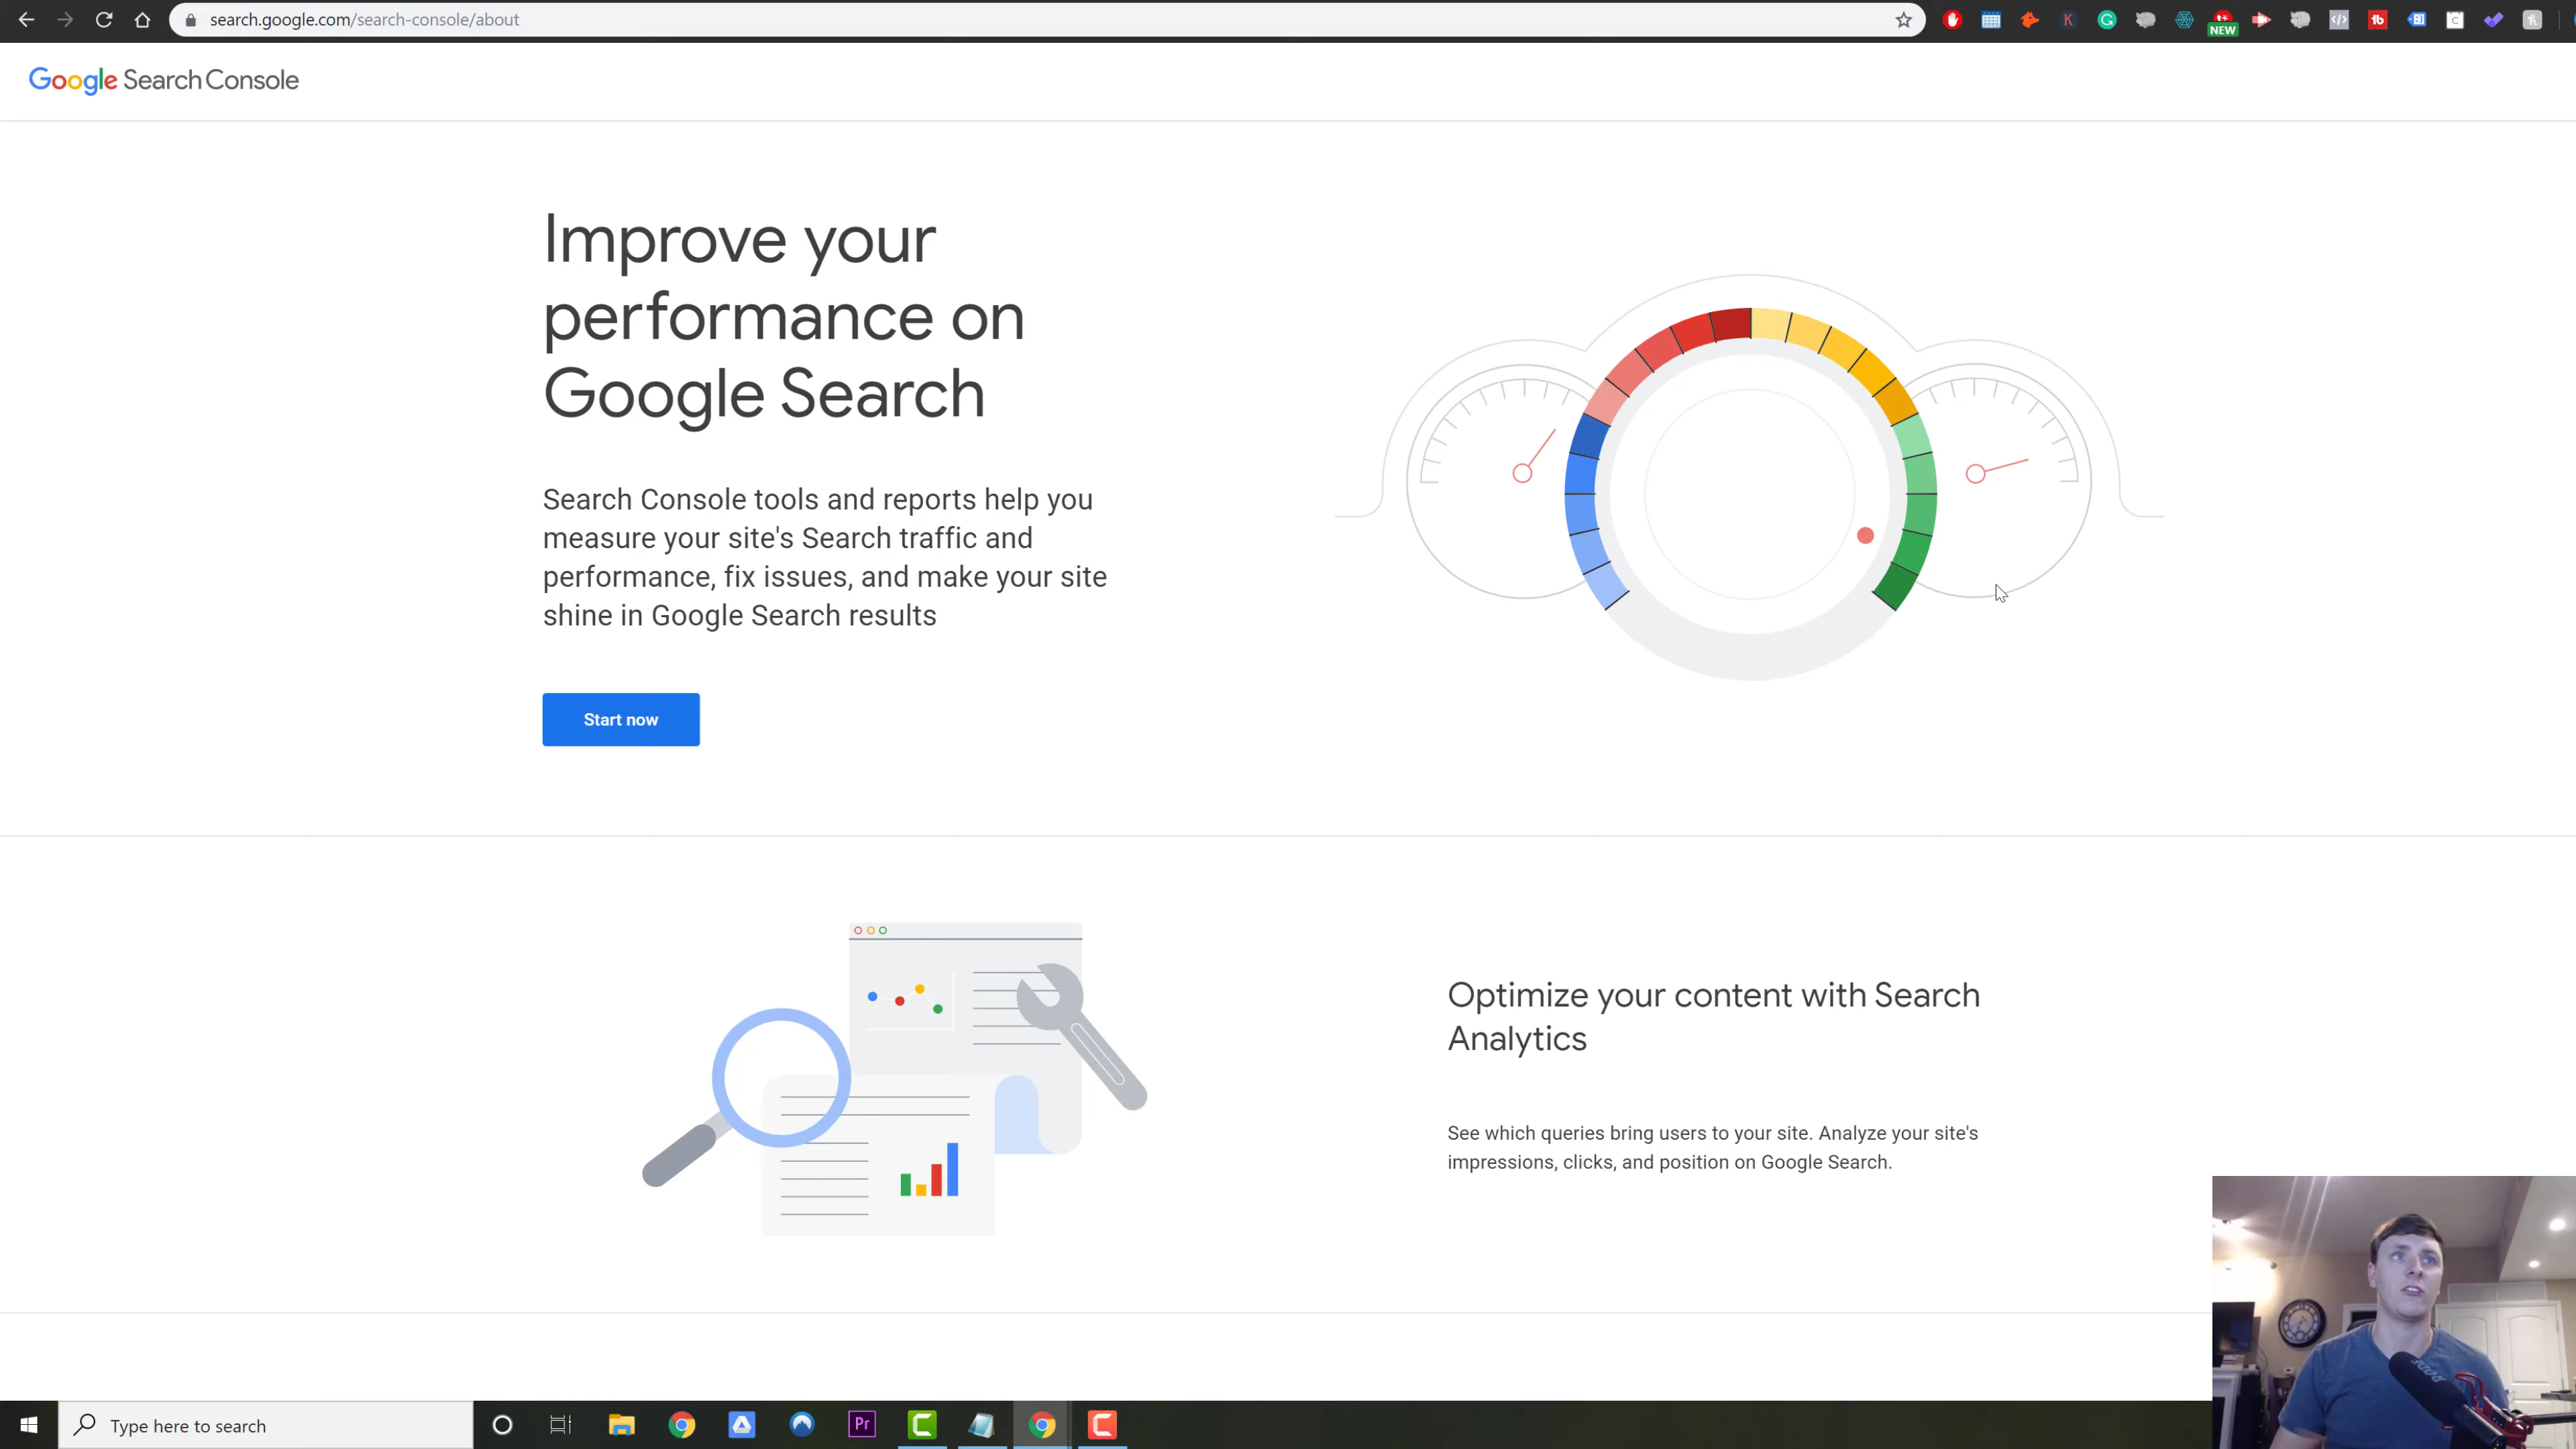 search.google.com/search-console/about
NEW
Google Search Console
Improve your
performance on
Google Search
Search Console tools and reports help you
measure your site's Search traffic and
performance, fix issues, and make your site
shine in Google Search results
Start now
Optimize your content with Search
Analytics
See which queries bring users to your site. Analyze your site's
impressions, clicks, and position on Google Search.
RODE
Type here to search
Pr